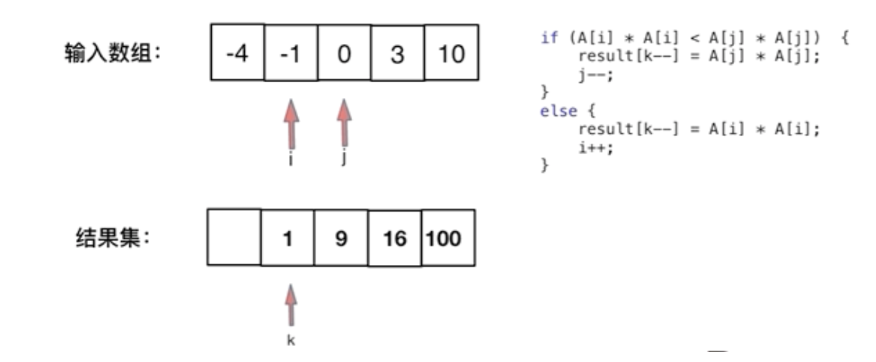 输入数组：
-4 -1 0 3 10
i j
结果集：
1 9 16 100
k
if (A[i] * A[i] < A[j] * A[j])  {
    result[k--] = A[j] * A[j];
    j--;
}
else {
    result[k--] = A[i] * A[i];
    i++;
}